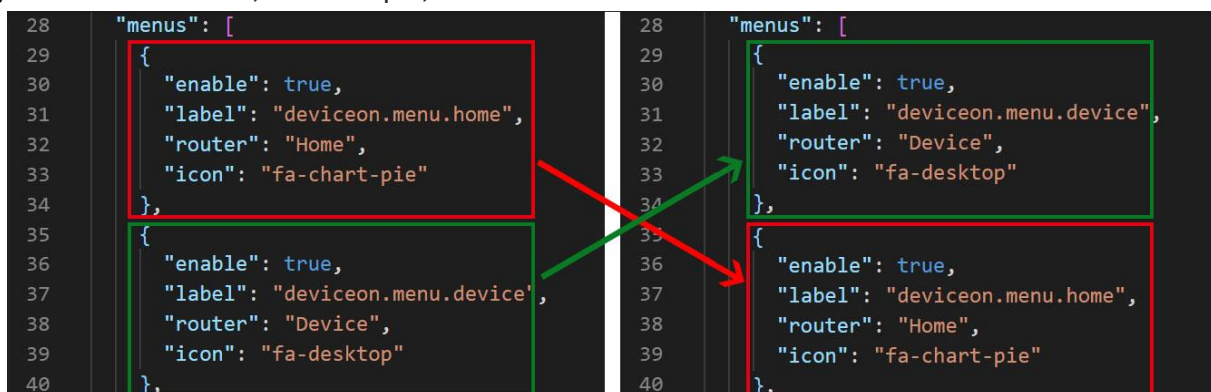 28 "menus": [
29 {
30 "enable": true,
31 "label": "deviceon.menu.home",
32 "router": "Home",
33 "icon": "fa-chart-pie"
34 },
35 {
36 "enable": true,
37 "label": "deviceon.menu.device",
38 "router": "Device",
39 "icon": "fa-desktop"
40 },
28 "menus": [
29 {
30 "enable": true,
31 "label": "deviceon.menu.device",
32 "router": "Device",
33 "icon": "fa-desktop"
34 },
35 {
36 "enable": true,
37 "label": "deviceon.menu.home",
38 "router": "Home",
39 "icon": "fa-chart-pie"
40 },